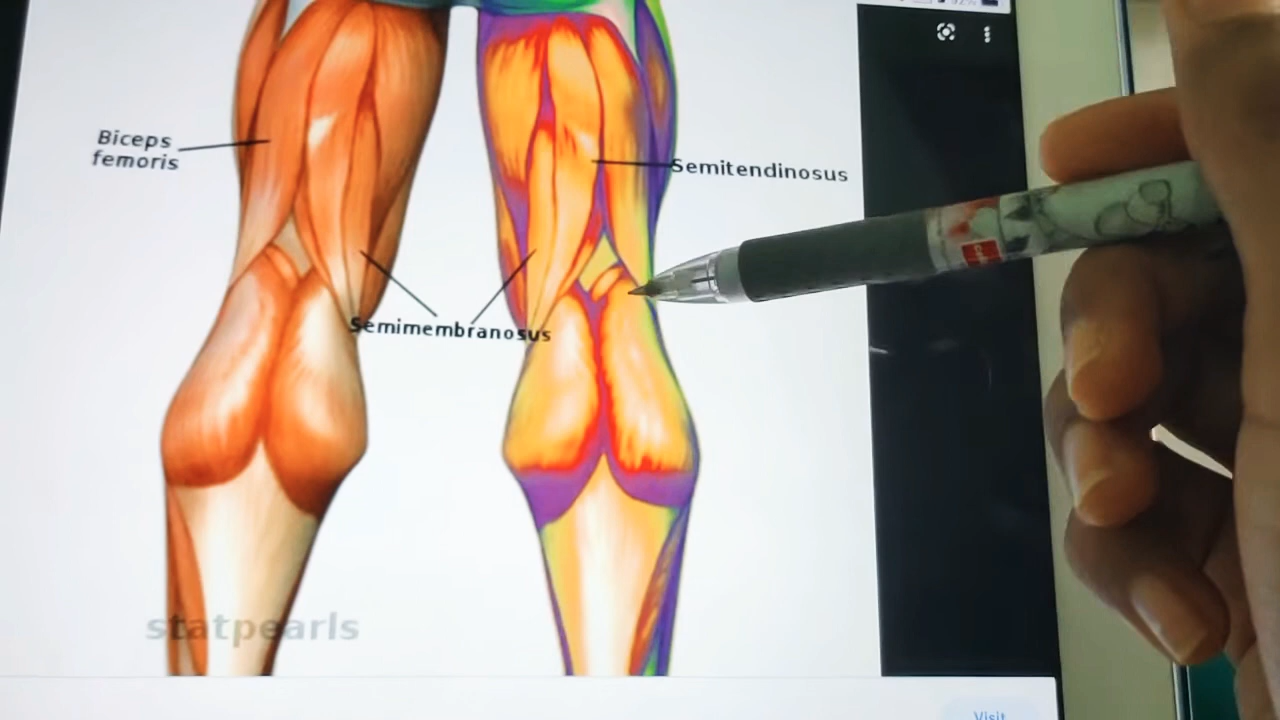 Biceps
femoris
Semitendinosus
Semimembranosus
statpearls
Visit